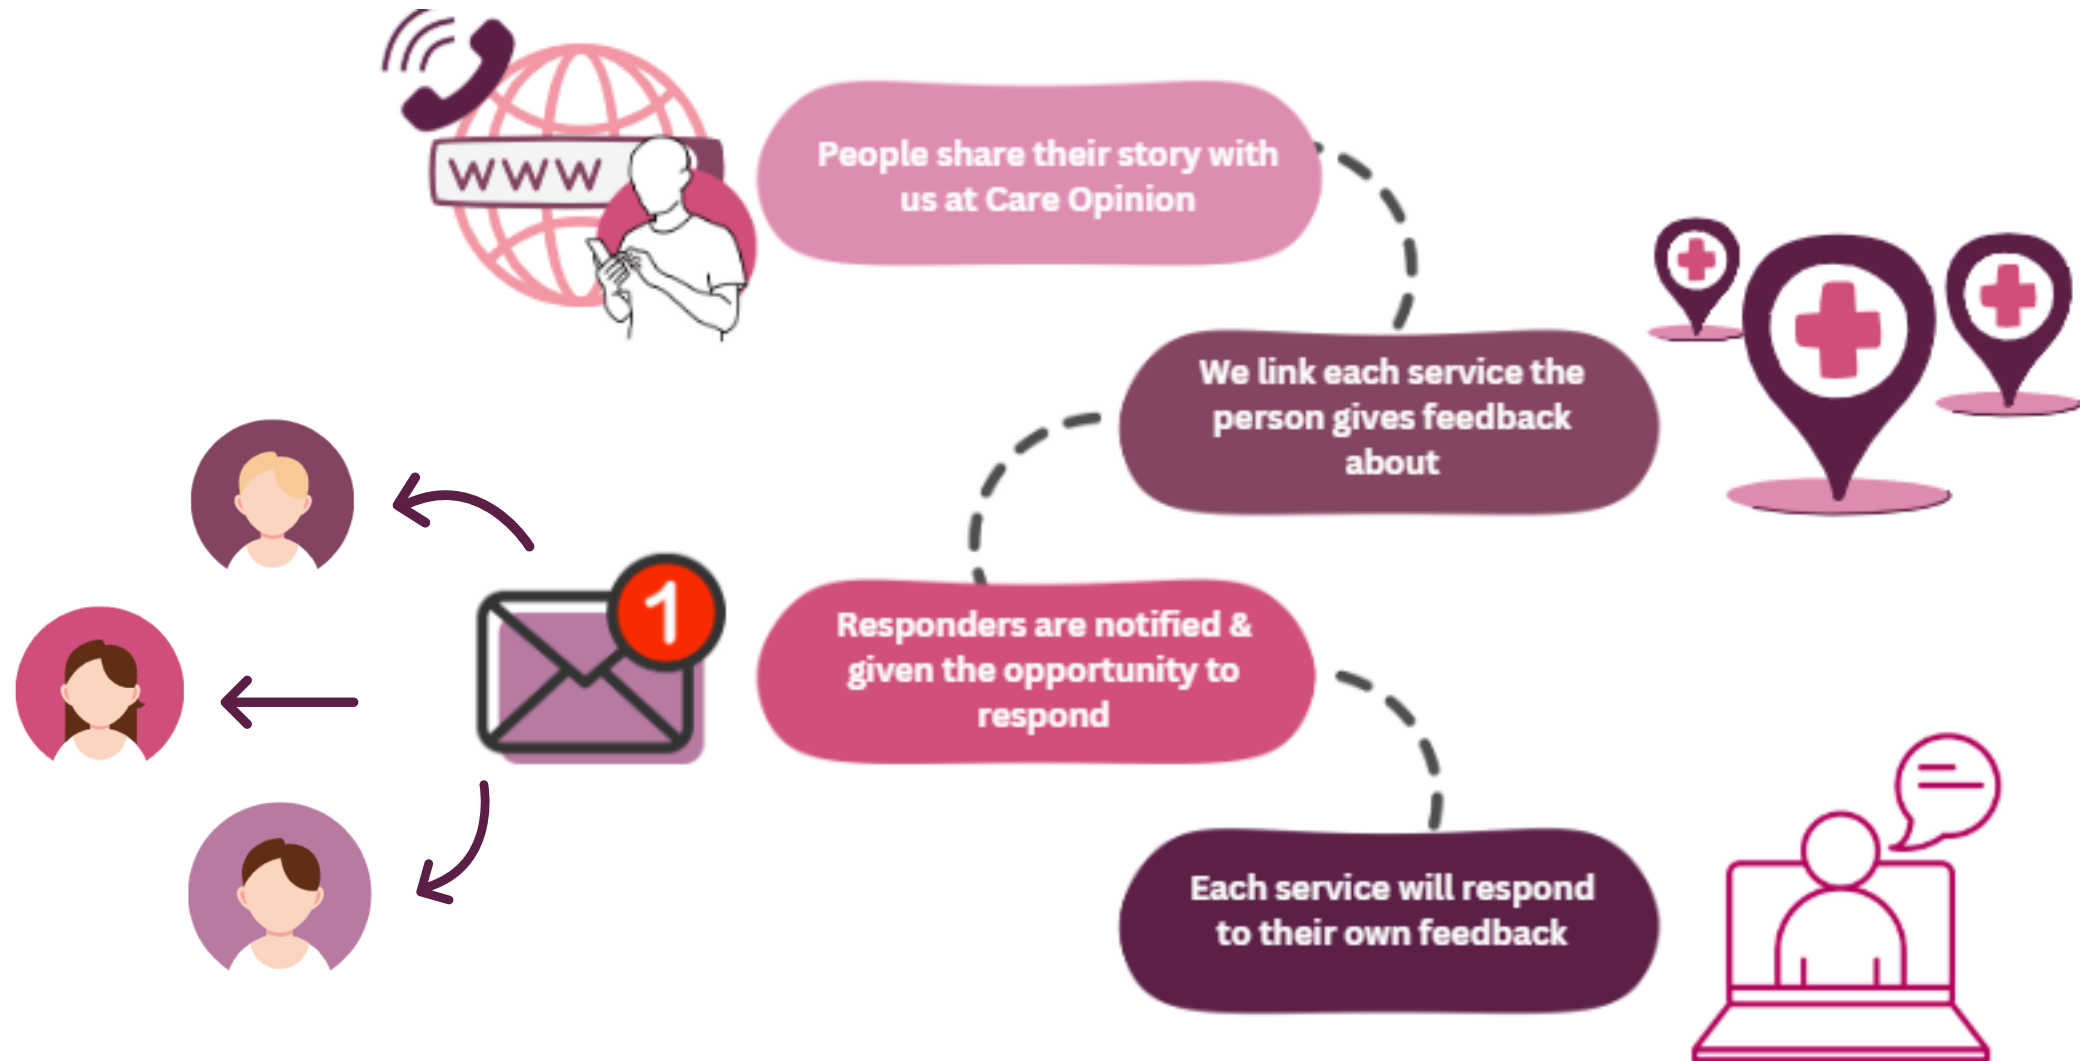 WWW
People share their story with
us at Care Opinion
We link each service the
person gives feedback
about
1
Responders are notified &
given the opportunity to
respond
Each service will respond
to their own feedback